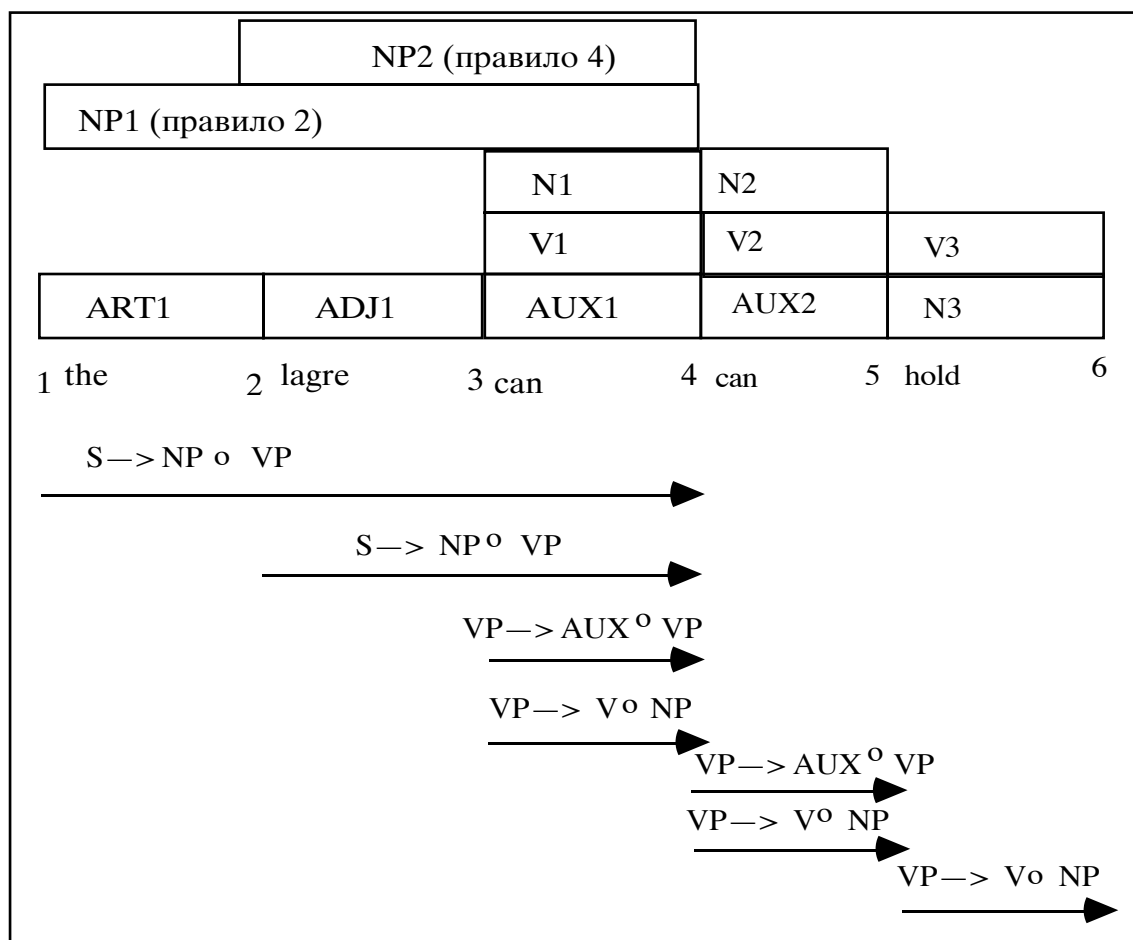 NP2 (правило 4)
NP1 (правило 2)
N1 N2
V1 V2 V3
ART1 ADJ1 AUX1 AUX2 N3
1 the 2 lagre 3 can 4 can 5 hold 6
S—> NP o VP
S—> NP o VP
VP—> AUX o VP
VP—> V o NP
VP—> AUX o VP
VP—> V o NP
VP—> Vo NP